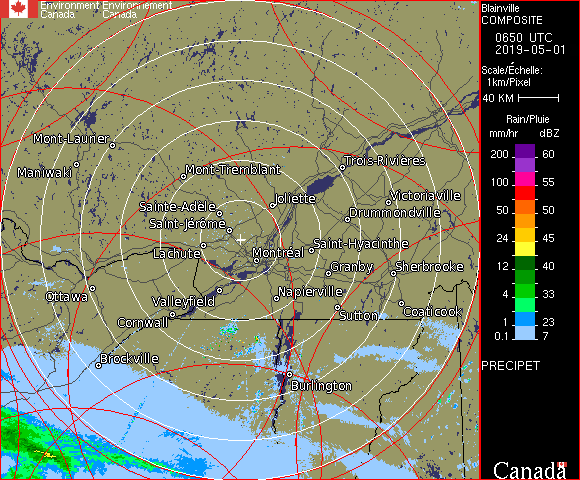 Environment Environnement
Canada Canada
Mont-Laurier
Maniwaki
Mont-Tremblant
Trois-Rivières
Sainte-Adèle
Joliette
Victoriaville
Drummondville
Saint-Jérôme
Lachute
Montréal
Saint-Hyacinthe
Granby
Sherbrooke
Ottawa
Valleyfield
Napierville
Cornwall
Sutton
Coaticook
Brockville
Burlington
Blainville
COMPOSITE
0650 UTC
2019-05-01
Scale/Échelle:
1km/Pixel
40 KM
Rain/Pluie
mm/hr dBZ
200 60
100 55
50 50
24 45
12 40
4 33
1 23
0.1 7
PRECIPET
Canada